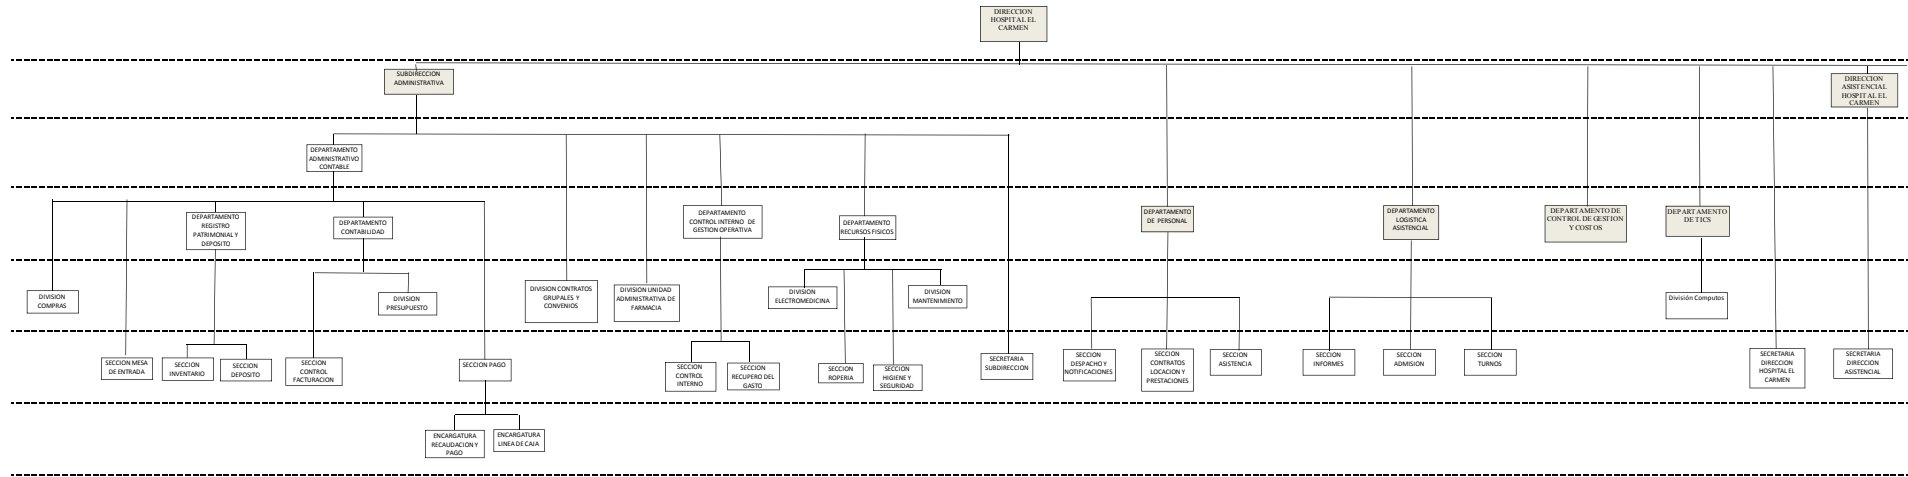 DIRECCION
HOSPITAL EL
CARMEN
SUBDIRECCION
ADMINISTRATIVA
DIRECCION
ASISTENCIAL
HOSPITAL EL
CARMEN
DEPARTAMENTO
ADMINISTRATIVO
CONTABLE
DEPARTAMENTO
REGISTRO
PATRIMONIAL Y
DEPOSITO
DEPARTAMENTO
CONTABILIDAD
DEPARTAMENTO
CONTROL INTERNO DE
GESTION OPERATIVA
DEPARTAMENTO
RECURSOS FISICOS
DEPARTAMENTO
DE PERSONAL
DEPARTAMENTO
LOGISTICA
ASISTENCIAL
DEPARTAMENTO DE
CONTROL DE GESTION
Y COSTOS
DEPARTAMENTO
DE TICS
DIVISION
COMPRAS
DIVISION
PRESUPUESTO
DIVISION CONTRATOS
GRUPALES Y
CONVENIOS
DIVISION UNIDAD
ADMINISTRATIVA DE
FARMACIA
DIVISION
ELECTROMEDICINA
DIVISION
MANTENIMIENTO
División Computos
SECCION MESA
DE ENTRADA
SECCION
INVENTARIO
SECCION
DEPOSITO
SECCION
CONTROL
FACTURACION
SECCION PAGO
SECCION
CONTROL
INTERNO
SECCION
RECUPERO DEL
GASTO
SECCION
ROPERIA
SECCION
HIGIENE Y
SEGURIDAD
SECRETARIA
SUBDIRECCION
SECCION
DESPACHO Y
NOTIFICACIONES
SECCION
CONTRATOS
LOCACION Y
PRESTACIONES
SECCION
ASISTENCIA
SECCION
INFORMES
SECCION
ADMISION
SECCION
TURNOS
SECRETARIA
DIRECCION
HOSPITAL EL
CARMEN
SECRETARIA
DIRECCION
ASISTENCIAL
ENCARGATURA
RECAUDACION Y
PAGO
ENCARGATURA
LINEA DE CAJA